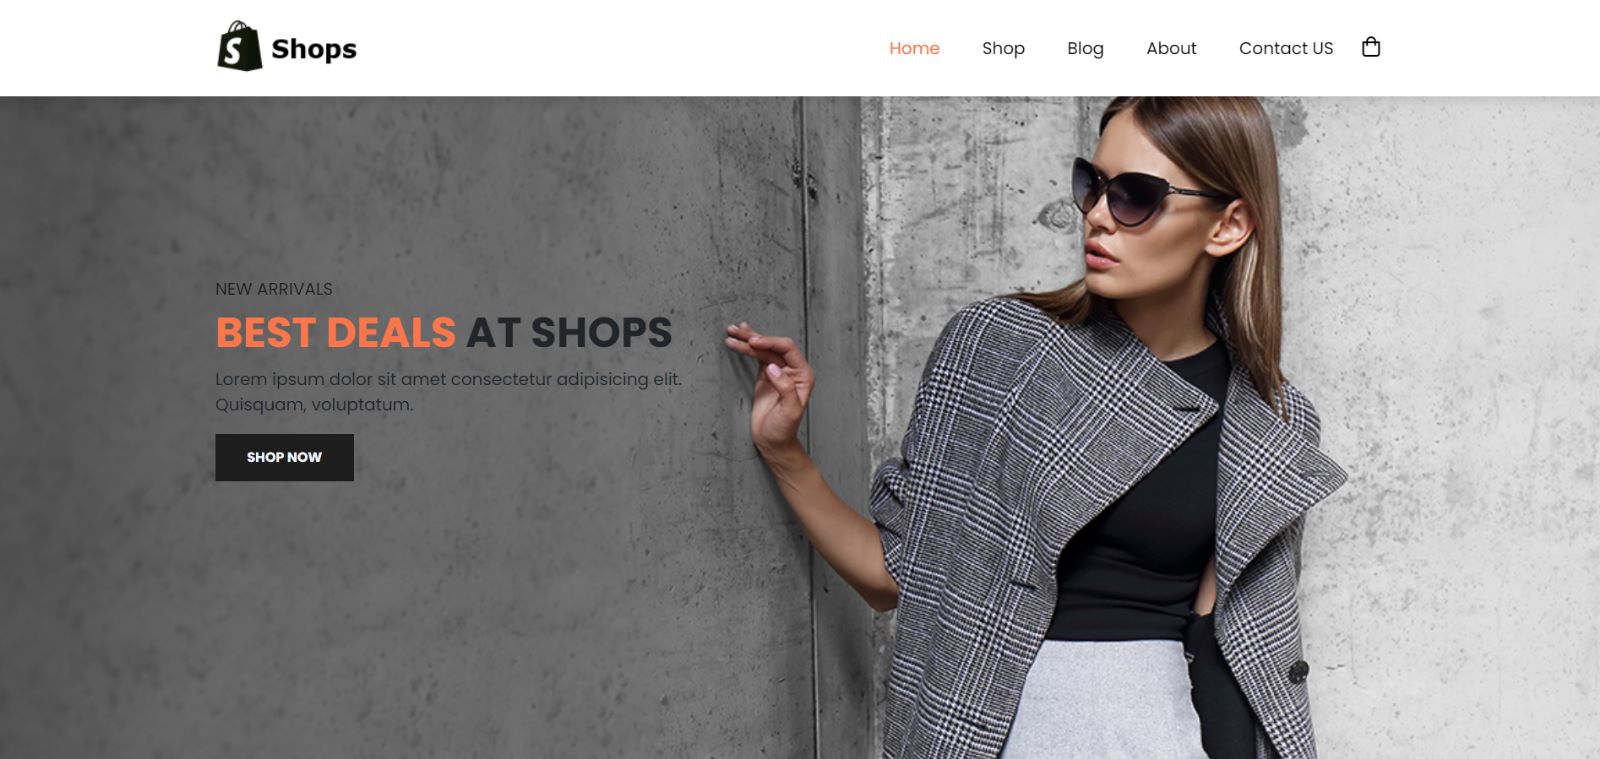 S Shops
Home Shop Blog About Contact US
NEW ARRIVALS
BEST DEALS AT SHOPS
Lorem ipsum dolor sit amet consectetur adipisicing elit.
Quisquam, voluptatum.
SHOP NOW